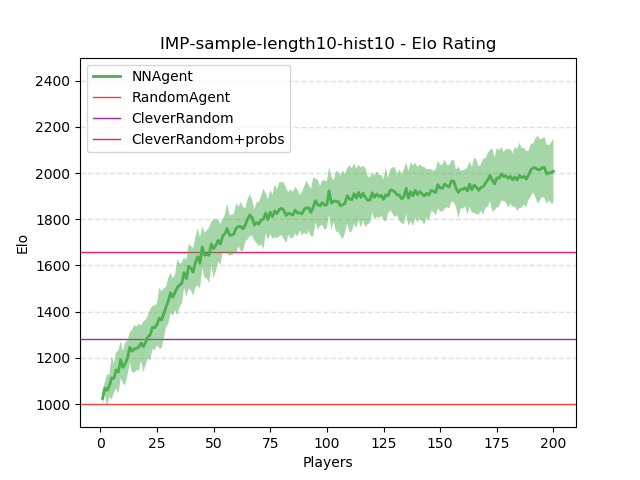 IMP-sample-length10-hist10 - Elo Rating
NNAgent
RandomAgent
CleverRandom
CleverRandom+probs
2400
2200
2000
1800
1600
1400
1200
1000
Elo
0 25 50 75 100 125 150 175 200
Players